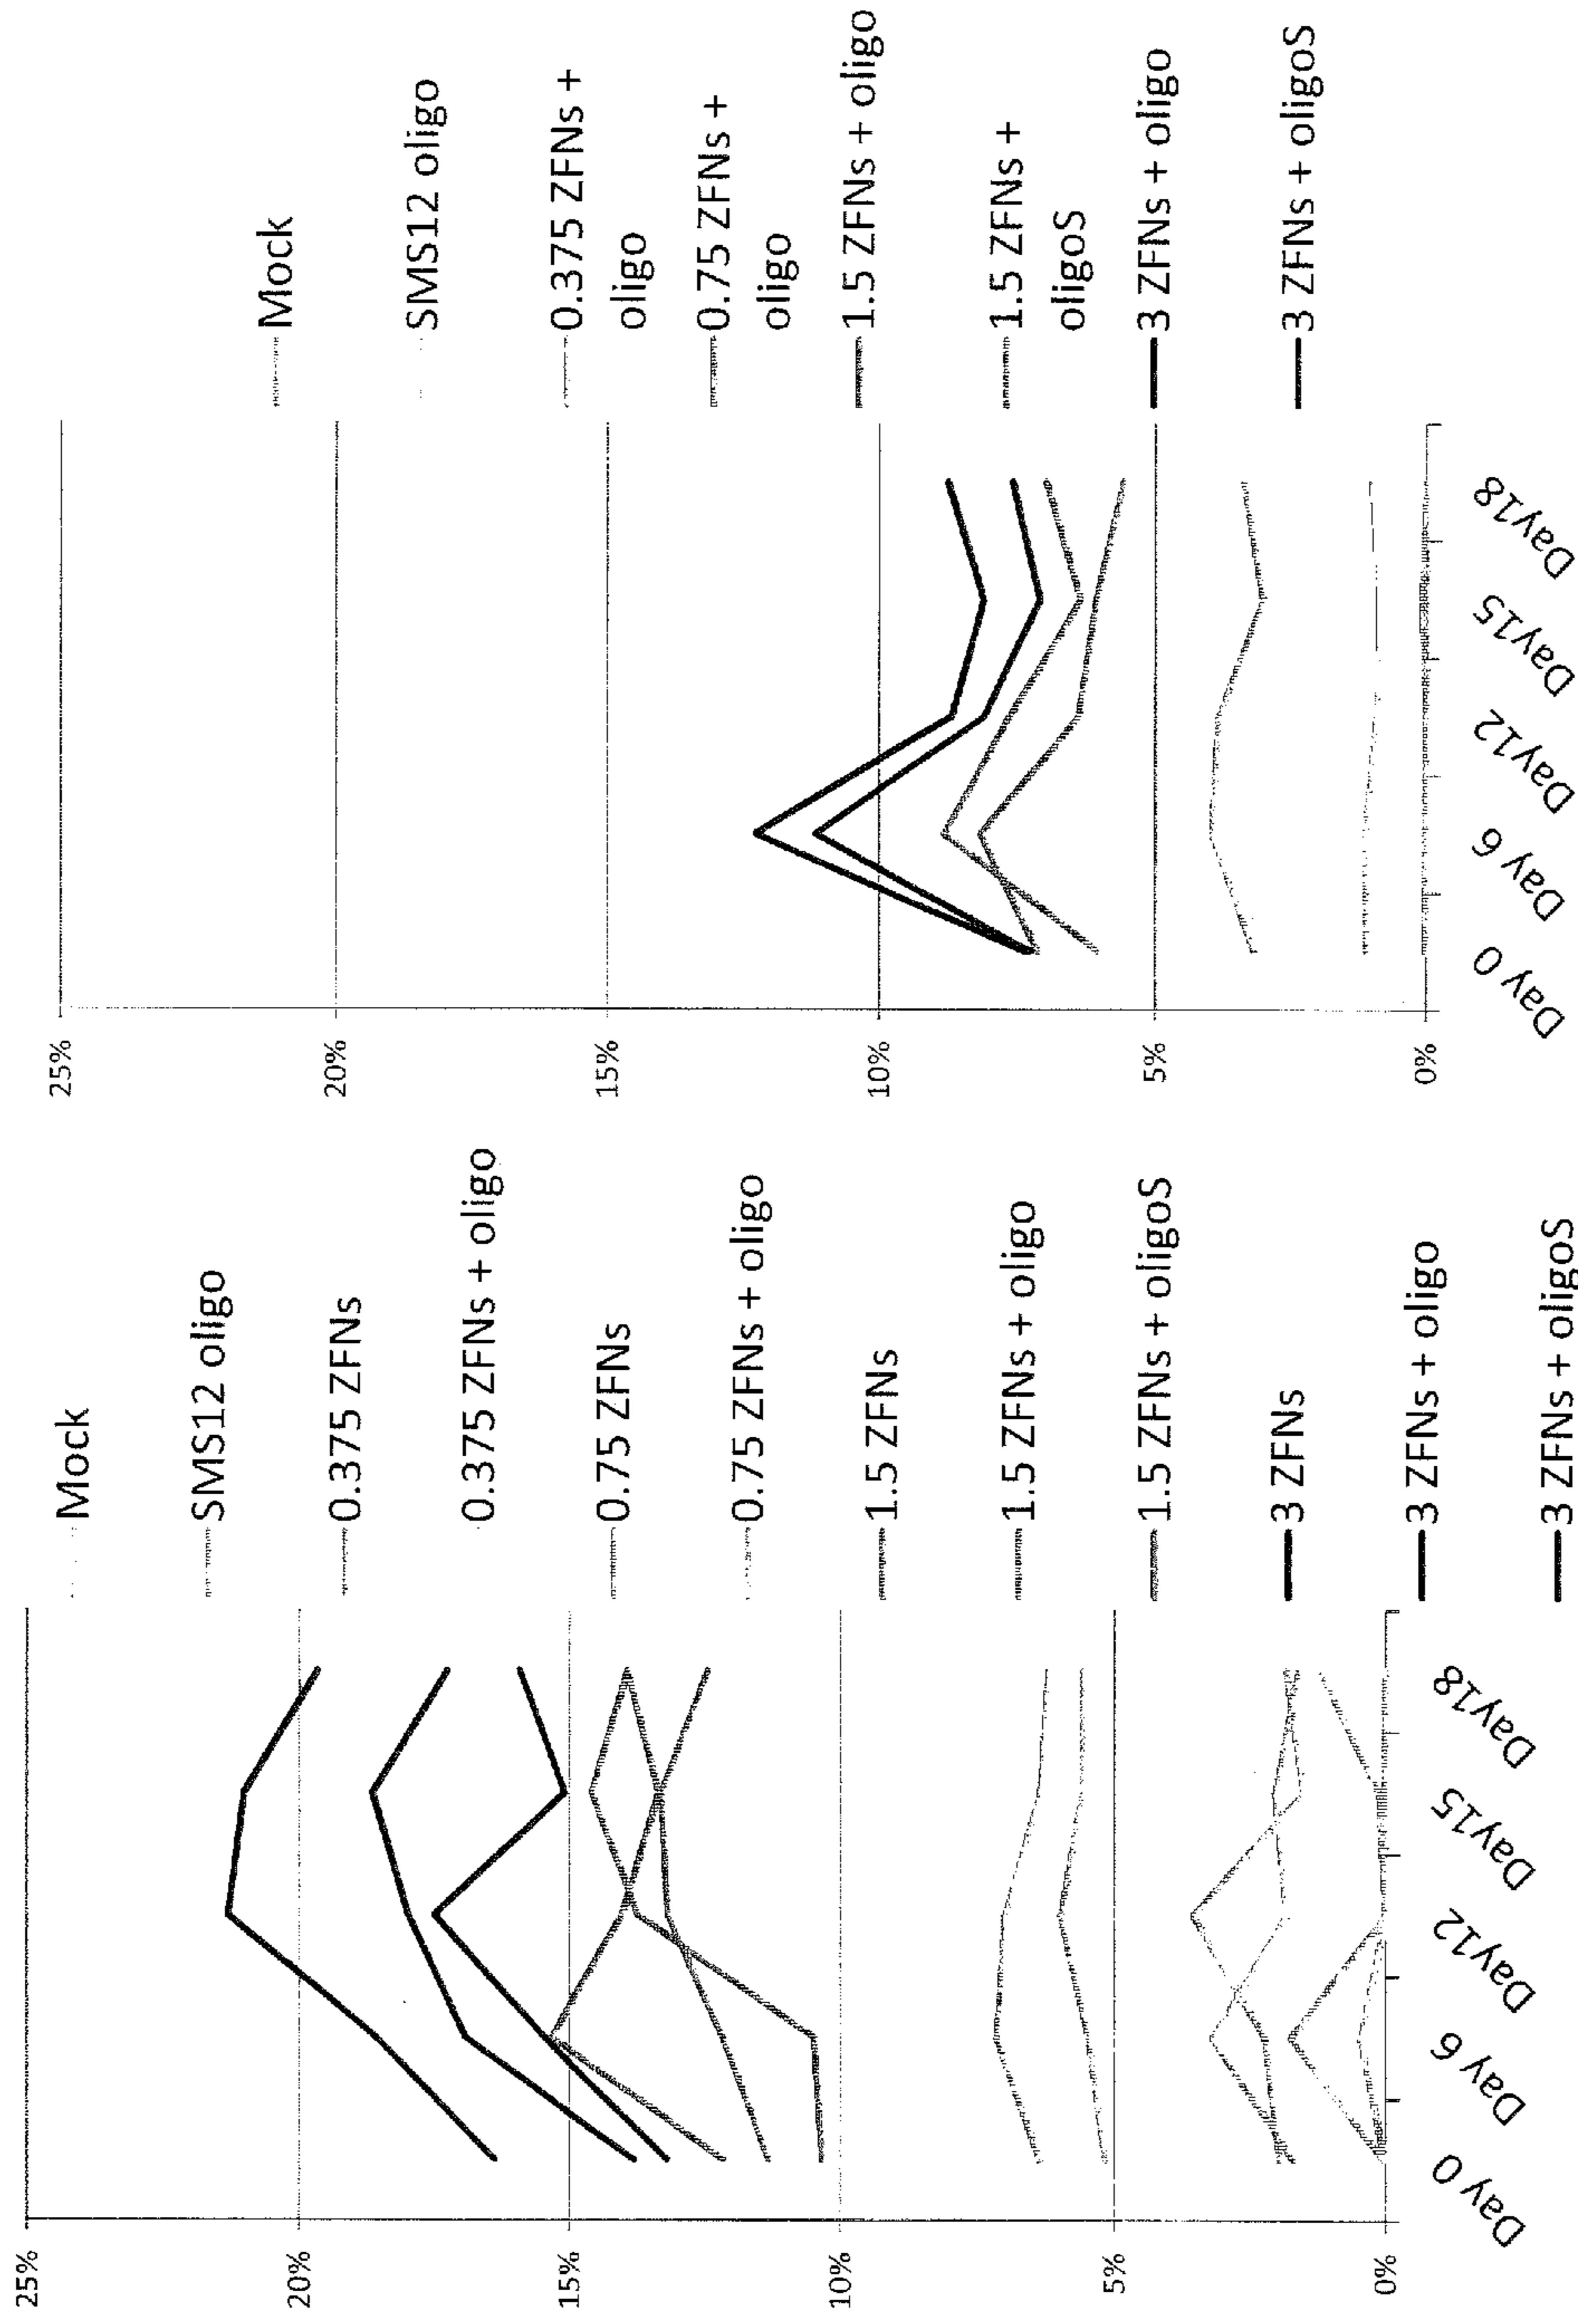 25%
20%
15%
10%
5%
0%
Day 0
Day 6
Day12
Day15
Day18
Mock
SMS12 oligo
0.375 ZFNs
0.375 ZFNs + oligo
0.75 ZFNs
0.75 ZFNs + oligo
1.5 ZFNs
1.5 ZFNs + oligo
1.5 ZFNs + oligoS
3 ZFNs
3 ZFNs + oligo
3 ZFNs + oligoS
25%
20%
15%
10%
5%
0%
Day 0
Day 6
Day12
Day15
Day18
Mock
SMS12 oligo
0.375 ZFNs +
oligo
0.75 ZFNs +
oligo
1.5 ZFNs + oligo
1.5 ZFNs +
oligoS
3 ZFNs + oligo
3 ZFNs + oligoS